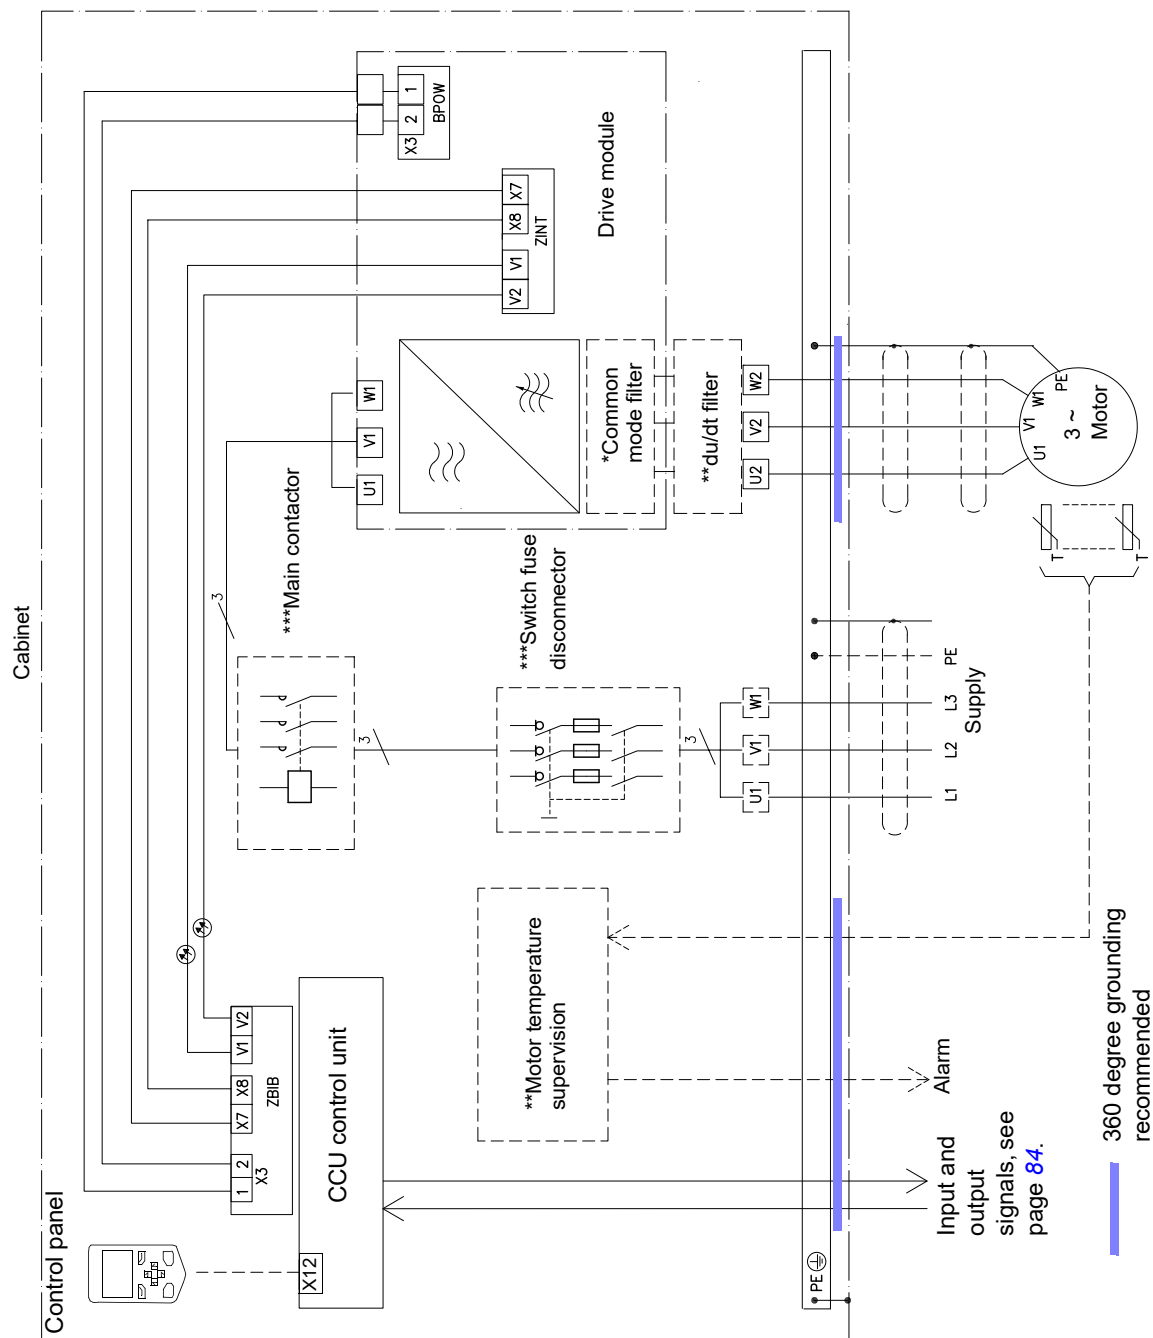 Cabinet
Control panel
X12
CCU control unit
ZBIB
X3
1
2
X7
X8
V1
V2
X3
2
1
BPOW
X7
X8
V1
V2
ZINT
Drive module
U1
V1
W1
***Main contactor
3
3
***Switch fuse
disconnector
3
*Common
mode filter
**du/dt filter
U2
V2
W2
U1
V1
W1
**Motor temperature
supervision
PE
L1
L2
L3
PE
Supply
U1
V1
W1
PE
3 ~
Motor
T
T
Alarm
Input and
output
signals, see
page 84.
360 degree grounding
recommended